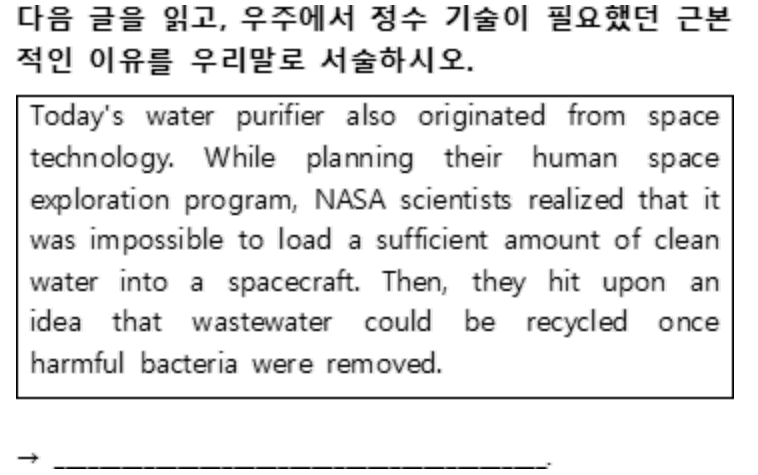 다음 글을 읽고, 우주에서 정수 기술이 필요했던 근본
적인 이유를 우리말로 서술하시오.
Today's water purifier also originated from space
technology. While planning their human space
exploration program, NASA scientists realized that it
was impossible to load a sufficient amount of clean
water into a spacecraft. Then, they hit upon an
idea that wastewater could be recycled once
harmful bacteria were removed.
→ ______________________________.